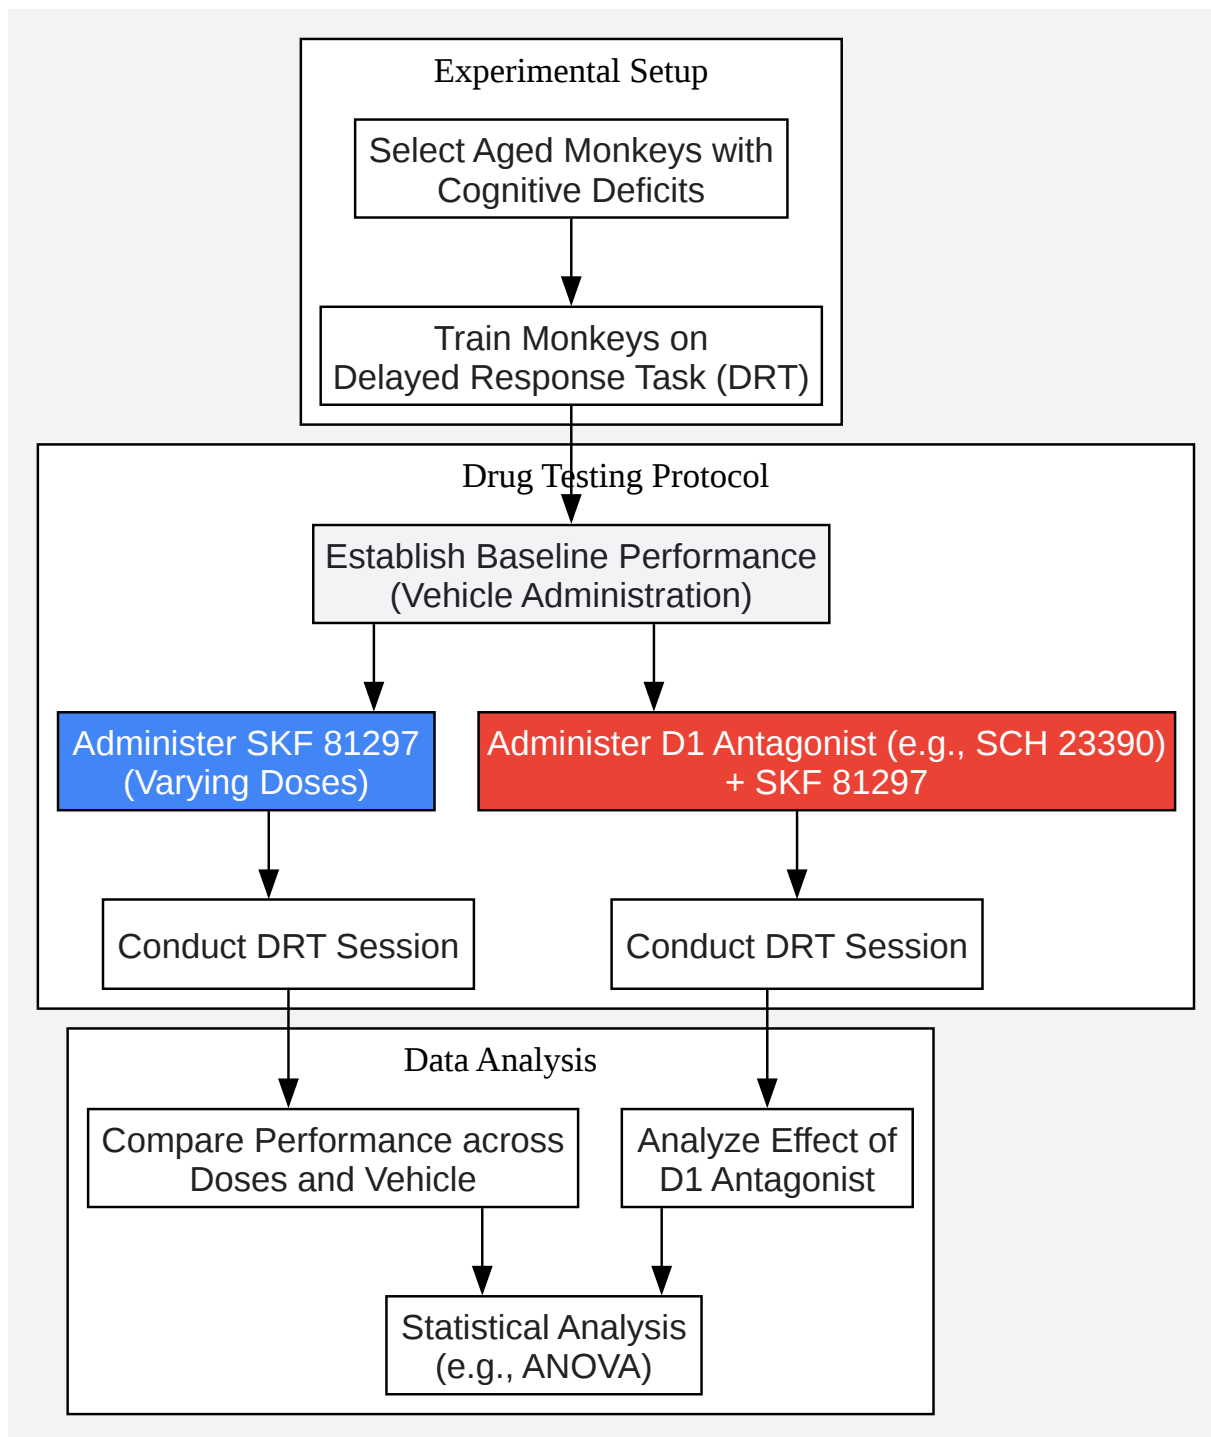 Experimental Setup
Select Aged Monkeys with
Cognitive Deficits
Train Monkeys on
Delayed Response Task (DRT)
Drug Testing Protocol
Establish Baseline Performance
(Vehicle Administration)
Administer SKF 81297
(Varying Doses)
Administer D1 Antagonist (e.g., SCH 23390)
+ SKF 81297
Conduct DRT Session
Conduct DRT Session
Data Analysis
Compare Performance across
Doses and Vehicle
Analyze Effect of
D1 Antagonist
Statistical Analysis
(e.g., ANOVA)